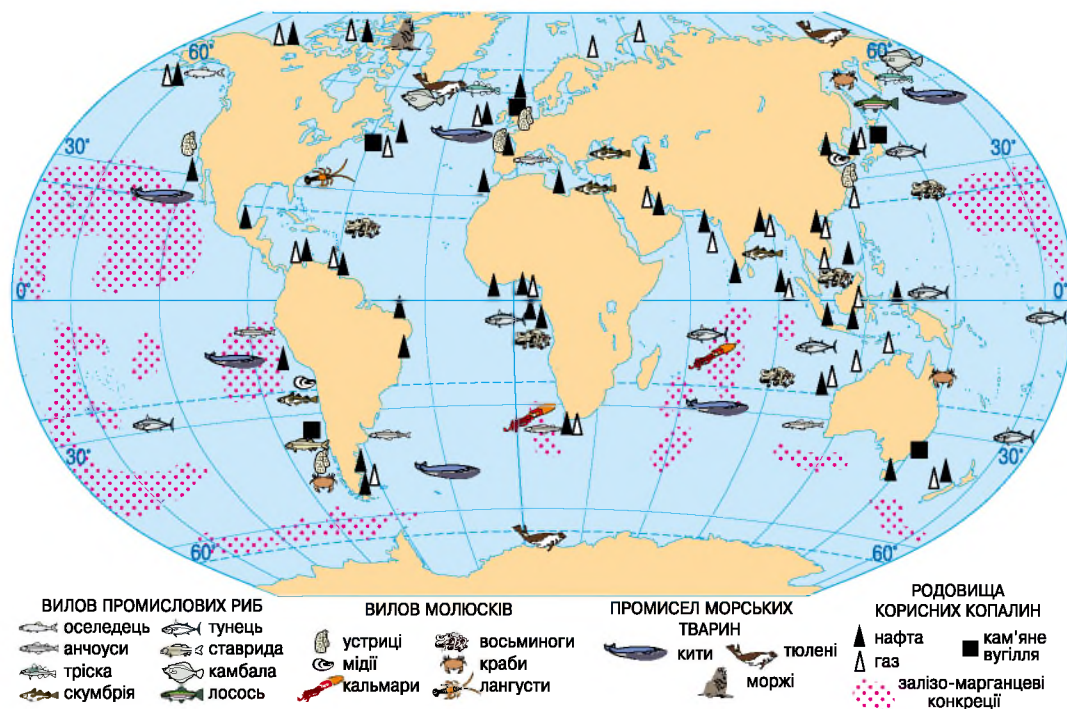 60°
60°
30°
30°
0°
0°
30°
30°
60°
60°
ВИЛОВ ПРОМИСЛОВИХ РИБ
оселедець
тунець
анчоуси
ставрида
тріска
камбала
скумбрія
лосось
ВИЛОВ МОЛЮСКІВ
устриці
восьминоги
мідії
краби
кальмари
лангусти
ПРОМИСЕЛ МОРСЬКИХ
ТВАРИН
кити
тюлені
моржі
РОДОВИЩА
КОРИСНИХ КОПАЛИН
нафта
кам'яне
вугілля
газ
залізо-марганцеві
конкреції